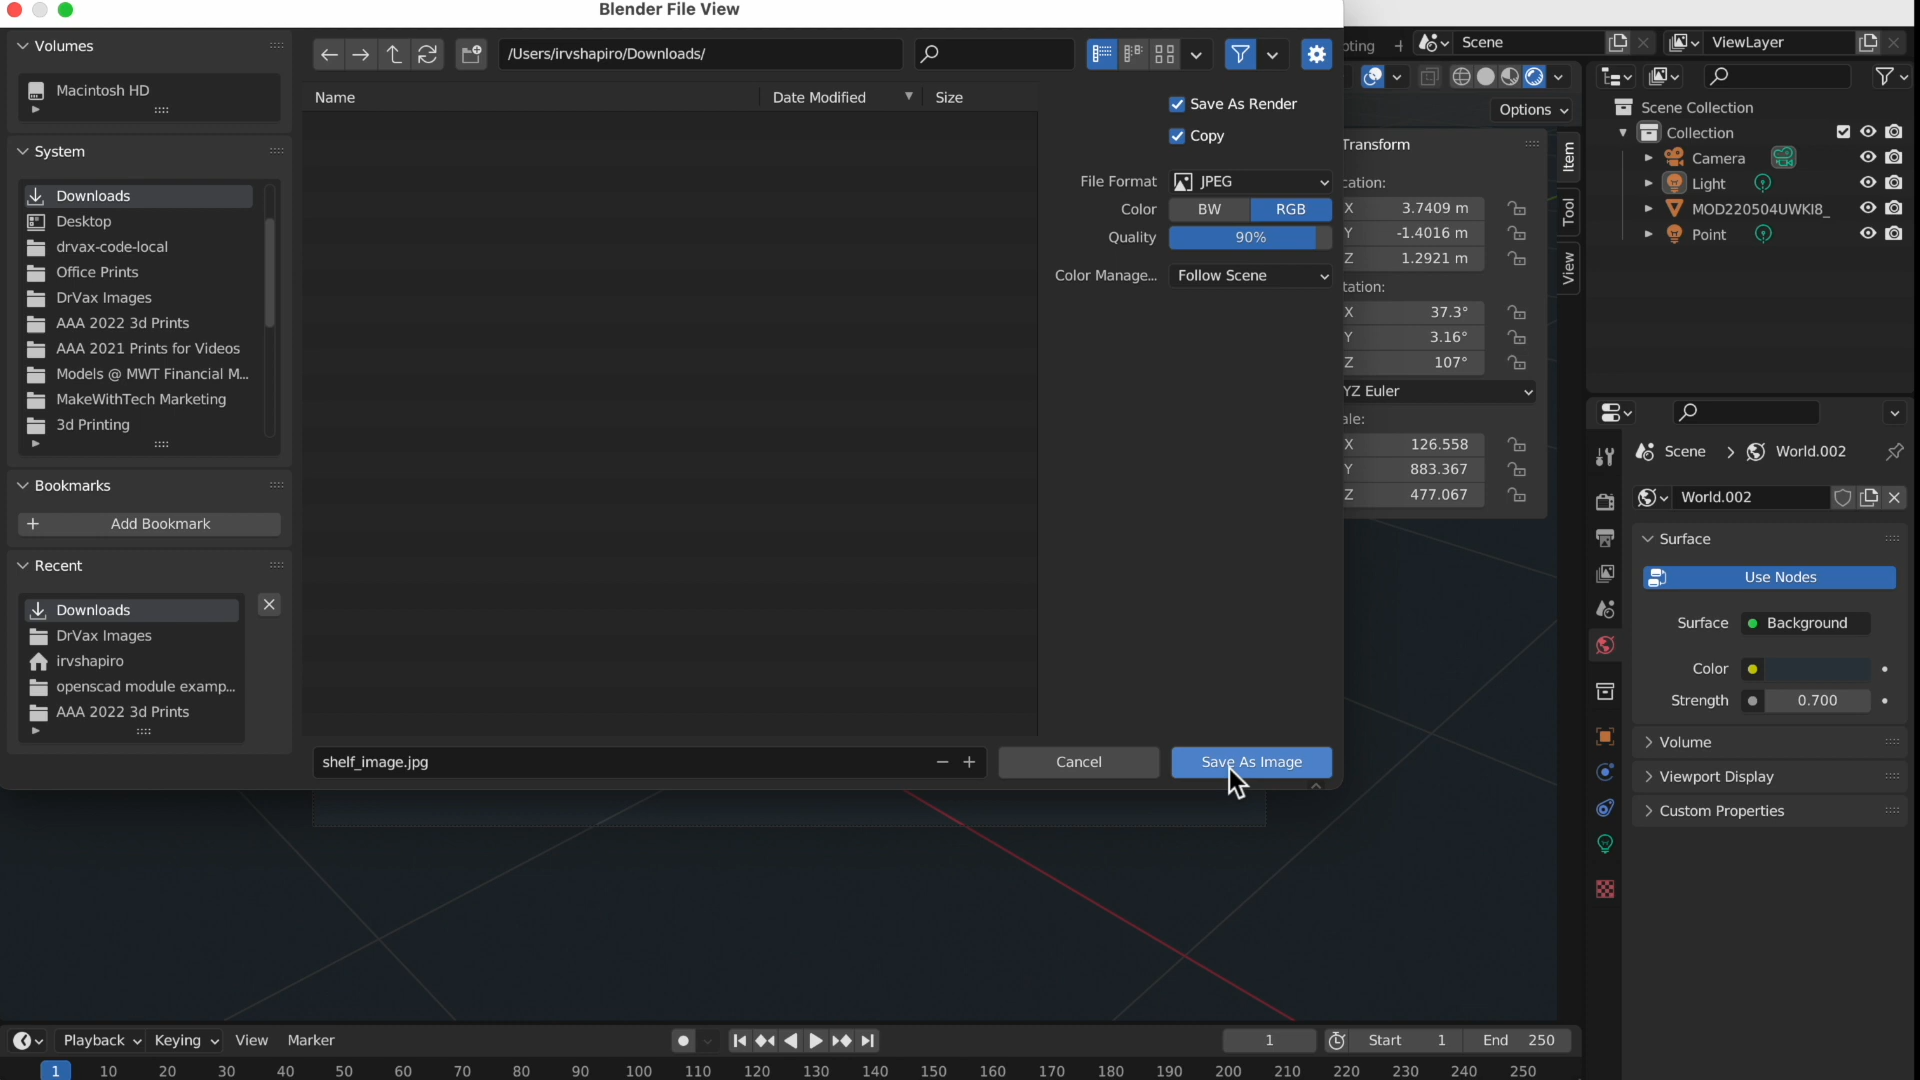 Blender File View
Volumes
Macintosh HD
System
Downloads
Desktop
drvax-code-local
Office Prints
DrVax Images
AAA 2022 3d Prints
AAA 2021 Prints for Videos
Models @ MWT Financial M...
MakeWithTech Marketing
3d Printing
Bookmarks
+ Add Bookmark
Recent
Downloads
DrVax Images
irvshapiro
openscad module examp...
AAA 2022 3d Prints
/Users/irvshapiro/Downloads/
Name Date Modified Size
Save As Render
Copy
File Format JPEG
Color BW RGB
Quality 90%
Color Manage... Follow Scene
shelf_image.jpg
Cancel
Save As Image
pting +
Scene
ViewLayer
Options
Transform
cation:
X 3.7409 m
Y -1.4016 m
Z 1.2921 m
tation:
X 37.3°
Y 3.16°
Z 107°
YZ Euler
ale:
X 126.558
Y 883.367
Z 477.067
Item
Tool
View
Scene Collection
Collection
Camera
Light
MOD220504UWKI8_
Point
Scene > World.002
World.002
Surface
Use Nodes
Surface Background
Color
Strength 0.700
Volume
Viewport Display
Custom Properties
Playback Keying View Marker
1 Start 1 End 250
1 10 20 30 40 50 60 70 80 90 100 110 120 130 140 150 160 170 180 190 200 210 220 230 240 250